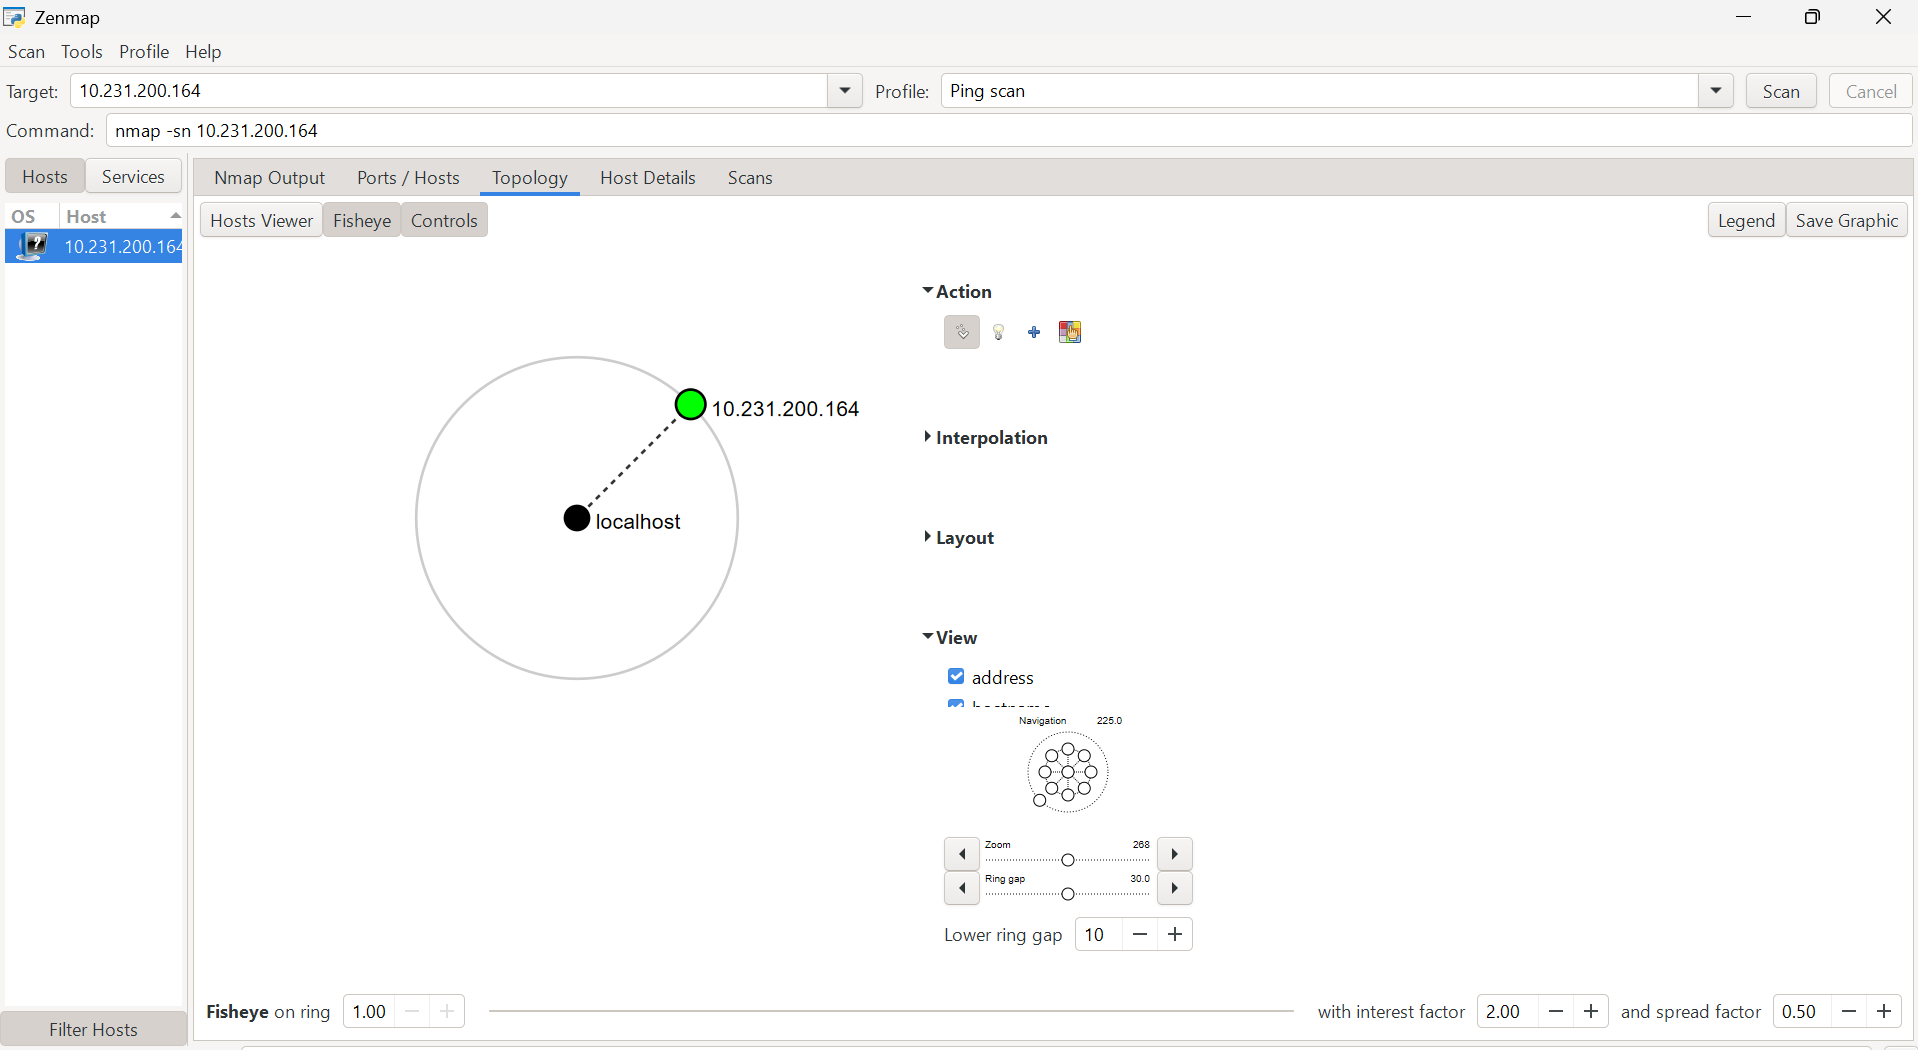 Zenmap
Scan Tools Profile Help
Target: 10.231.200.164 Profile: Ping scan Scan Cancel
Command: nmap -sn 10.231.200.164
Hosts Services Nmap Output Ports / Hosts Topology Host Details Scans
OS Host
10.231.200.164
Hosts Viewer Fisheye Controls Legend Save Graphic
Action
10.231.200.164
Interpolation
localhost
Layout
View
address
Navigation 225.0
Zoom 268
Ring gap 30.0
Lower ring gap 10
Fisheye on ring 1.00 with interest factor 2.00 and spread factor 0.50
Filter Hosts